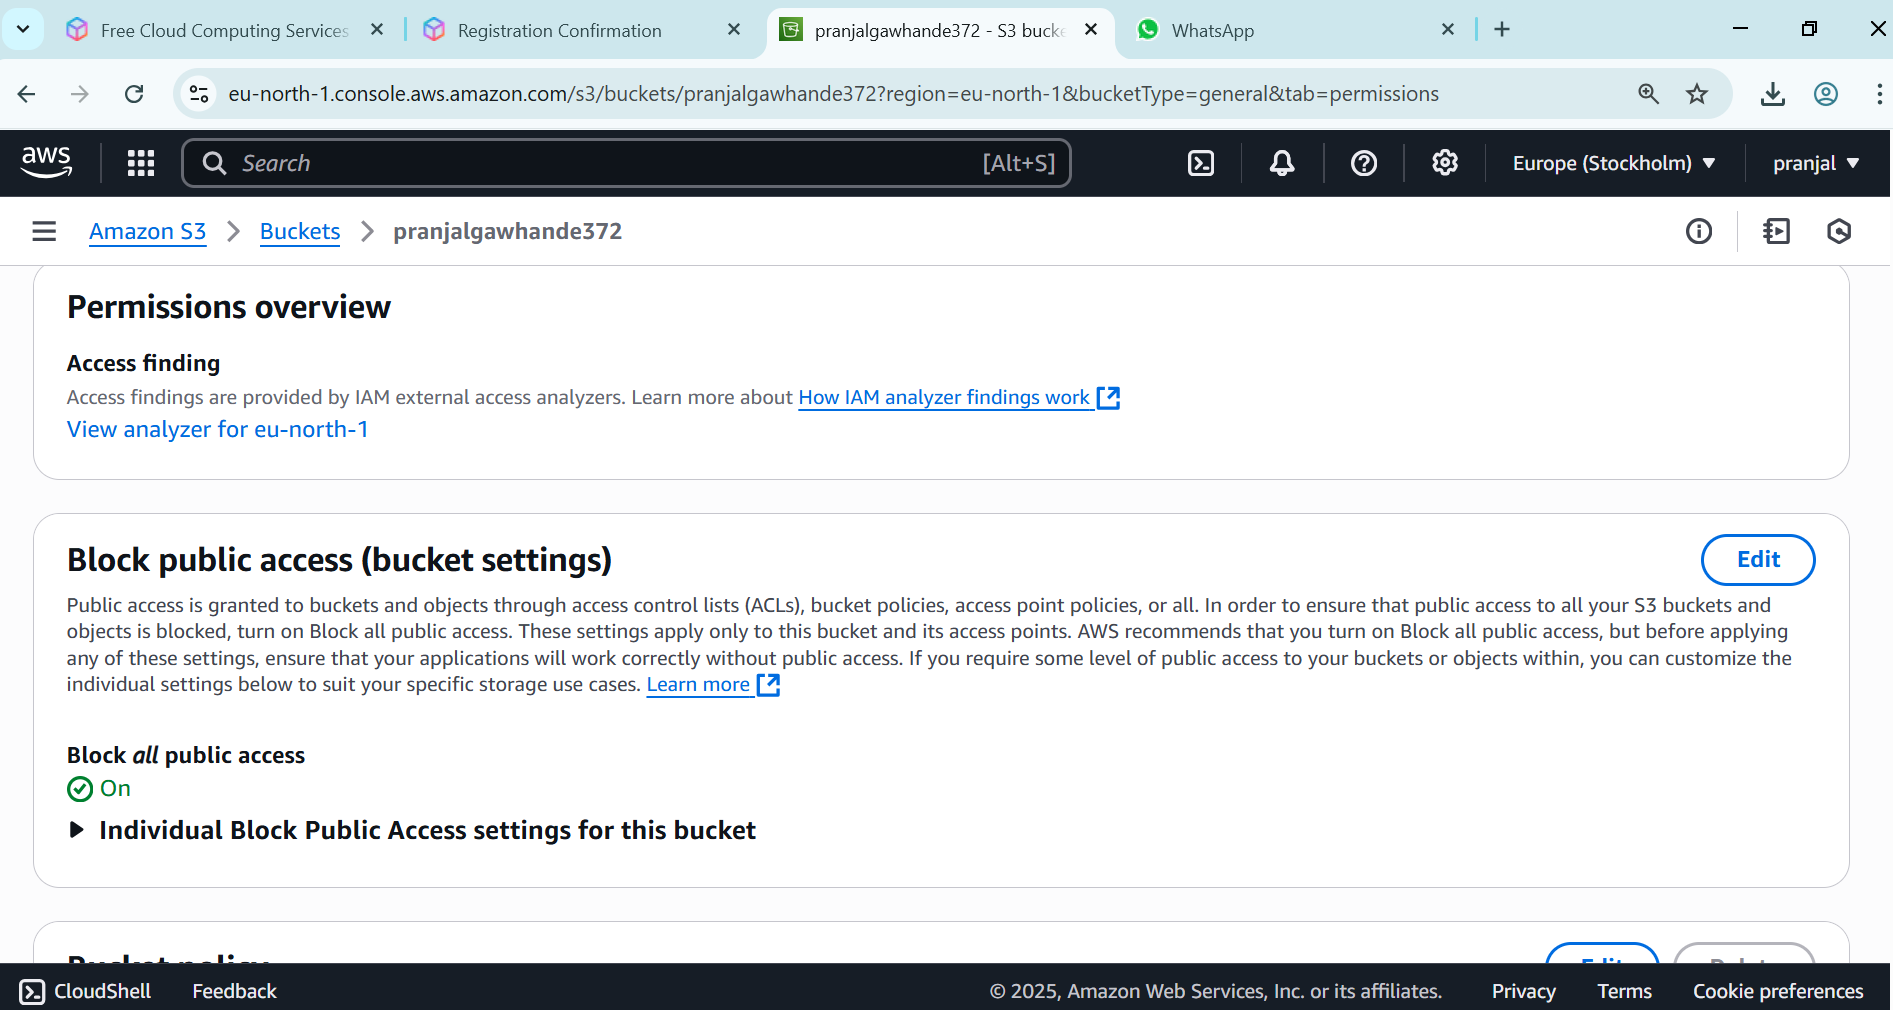 Free Cloud Computing Services
Registration Confirmation
pranjalgawhande372 - S3 bucke
WhatsApp
eu-north-1.console.aws.amazon.com/s3/buckets/pranjalgawhande372?region=eu-north-1&bucketType=general&tab=permissions
aws
Search
[Alt+S]
Europe (Stockholm)
pranjal
Amazon S3
Buckets
pranjalgawhande372
Permissions overview
Access finding
Access findings are provided by IAM external access analyzers. Learn more about How IAM analyzer findings work
View analyzer for eu-north-1
Block public access (bucket settings)
Edit
Public access is granted to buckets and objects through access control lists (ACLs), bucket policies, access point policies, or all. In order to ensure that public access to all your S3 buckets and
objects is blocked, turn on Block all public access. These settings apply only to this bucket and its access points. AWS recommends that you turn on Block all public access, but before applying
any of these settings, ensure that your applications will work correctly without public access. If you require some level of public access to your buckets or objects within, you can customize the
individual settings below to suit your specific storage use cases. Learn more
Block all public access
On
Individual Block Public Access settings for this bucket
Bucket policy
Edit
Delete
CloudShell
Feedback
© 2025, Amazon Web Services, Inc. or its affiliates.
Privacy
Terms
Cookie preferences